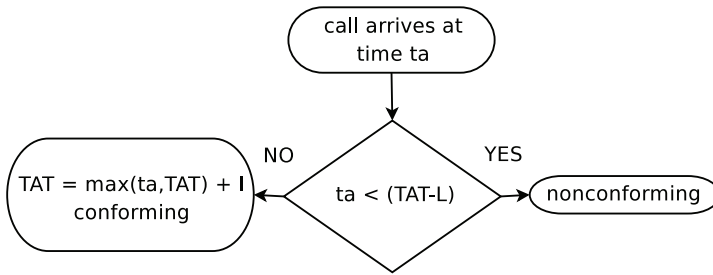 call arrives at
time ta
NO
YES
TAT = max(ta,TAT) + I
conforming
ta < (TAT-L)
nonconforming